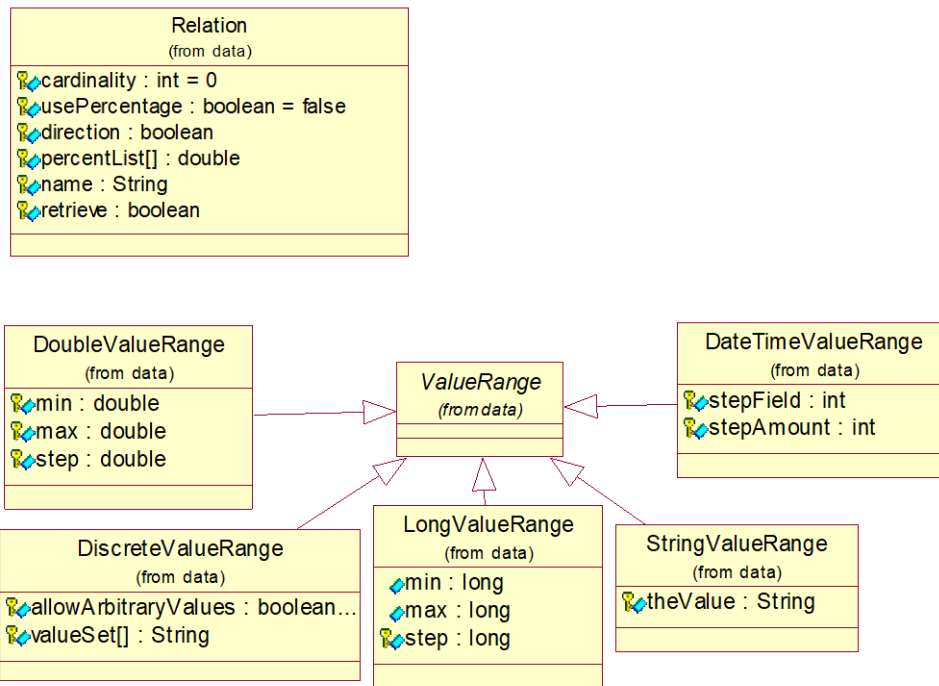 Relation
(from data)
cardinality : int = 0
usePercentage : boolean = false
direction : boolean
percentList[] : double
name : String
retrieve : boolean
DoubleValueRange
(from data)
min : double
max : double
step : double
ValueRange
(from data)
DateTimeValueRange
(from data)
stepField : int
stepAmount : int
DiscreteValueRange
(from data)
allowArbitraryValues : boolean...
valueSet[] : String
LongValueRange
(from data)
min : long
max : long
step : long
StringValueRange
(from data)
theValue : String